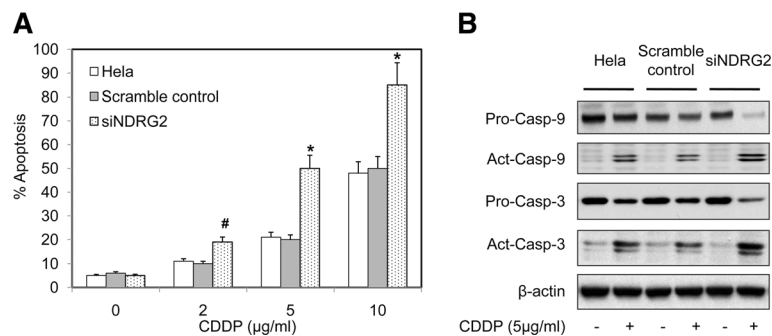 A
100
90
80
70
60
50
40
30
20
10
0
% Apoptosis
Hela
Scramble control
siNDRG2
#
*
*
0 2 5 10
CDDP (µg/ml)
B
Hela Scramble control siNDRG2
Pro-Casp-9
Act-Casp-9
Pro-Casp-3
Act-Casp-3
β-actin
CDDP (5µg/ml) - + - + - +